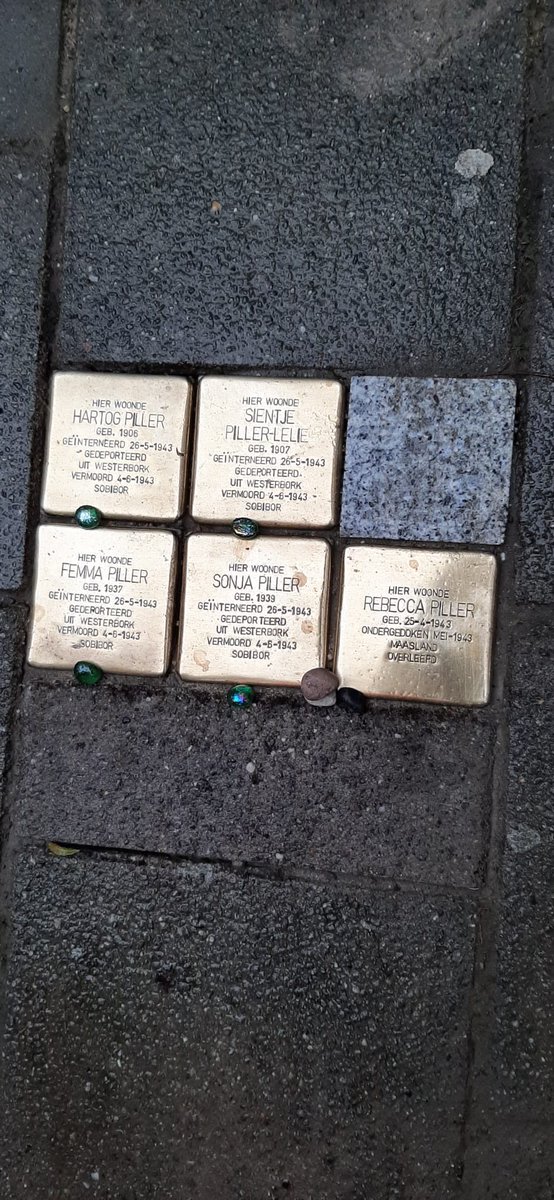 HIER WOONDE
HARTOG PILLER
GEB. 1906
GEÏNTERNEERD 26-5-1943
GEDEPORTEERD
UIT WESTERBORK
VERMOORD 4-6-1943
SOBIBOR
HIER WOONDE
SIENTJE
PILLER-LELIE
GEB. 1907
GEÏNTERNEERD 26-5-1943
GEDEPORTEERD
UIT WESTERBORK
VERMOORD 4-6-1943
SOBIBOR
HIER WOONDE
FEMMA PILLER
GEB. 1937
GEÏNTERNEERD 26-5-1943
GEDEPORTEERD
UIT WESTERBORK
VERMOORD 4-6-1943
SOBIBOR
HIER WOONDE
SONJA PILLER
GEB. 1939
GEÏNTERNEERD 26-5-1943
GEDEPORTEERD
UIT WESTERBORK
VERMOORD 4-6-1943
SOBIBOR
HIER WOONDE
REBECCA PILLER
GEB. 25-4-1943
ONDERGEDOKEN MEI-1943
MAASLAND
OVERLEEFD